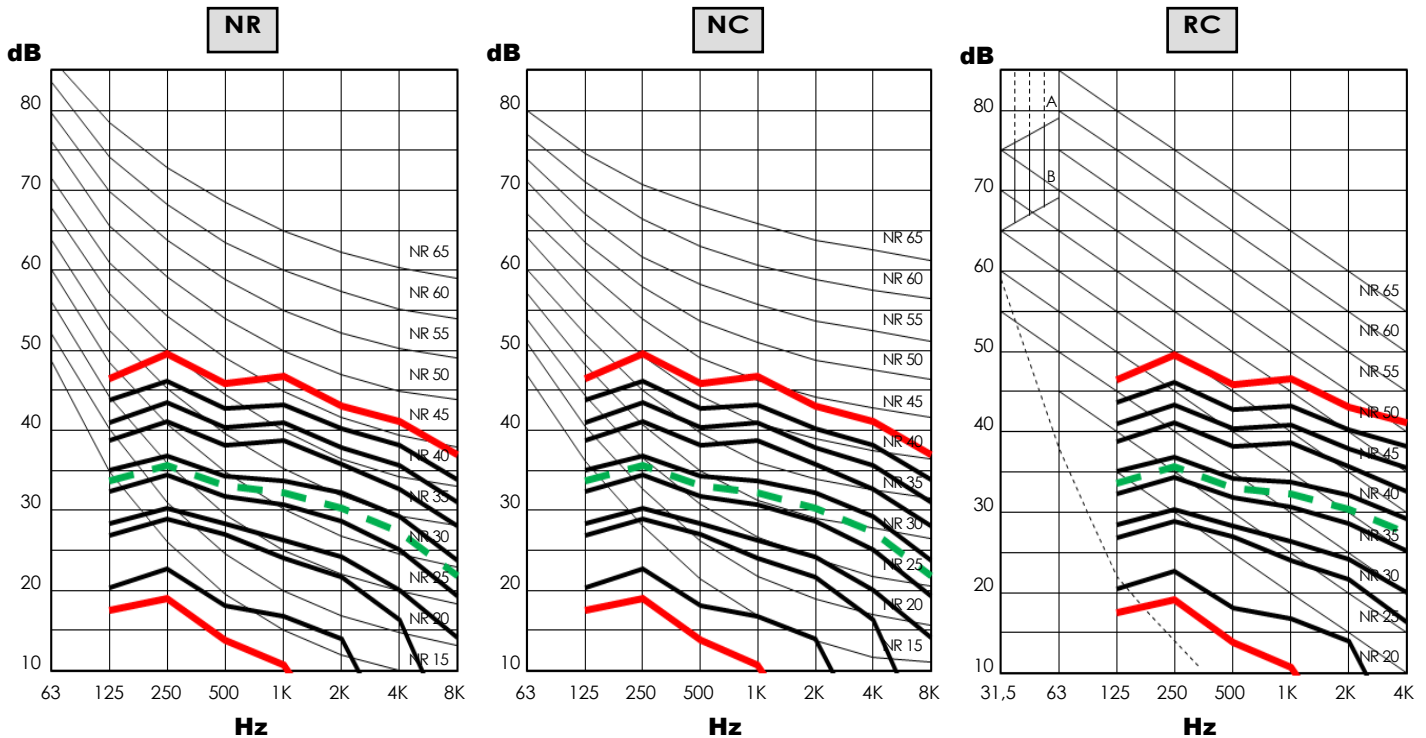 NR
dB
80
70
60
50
40
30
20
10
NR 65
NR 60
NR 55
NR 50
NR 45
NR 40
NR 35
NR 30
NR 25
NR 20
NR 15
63 125 250 500 1K 2K 4K 8K
Hz
NC
dB
80
70
60
50
40
30
20
10
NR 65
NR 60
NR 55
NR 50
NR 45
NR 40
NR 35
NR 30
NR 25
NR 20
NR 15
63 125 250 500 1K 2K 4K 8K
Hz
RC
dB
80
70
60
50
40
30
20
10
A
B
NR 65
NR 60
NR 55
NR 50
NR 45
NR 40
NR 35
NR 30
NR 25
NR 20
31,5 63 125 250 500 1K 2K 4K
Hz